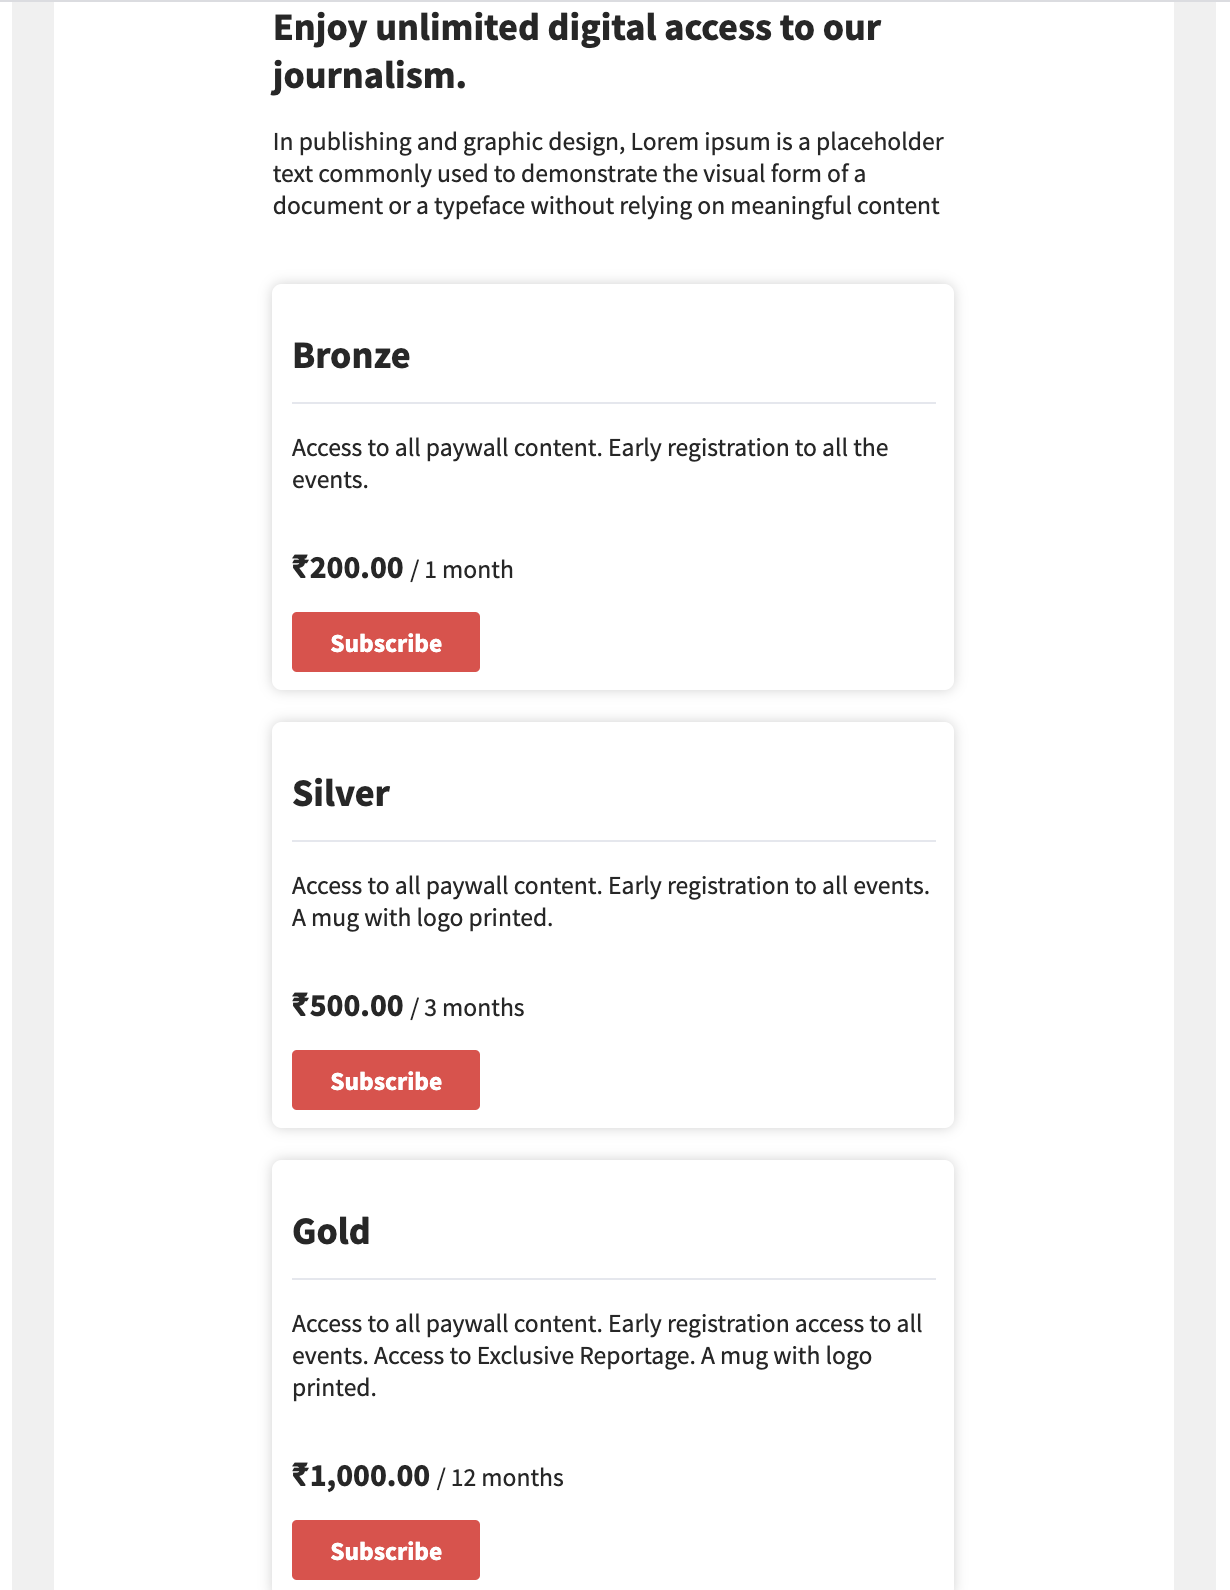 Enjoy unlimited digital access to our
journalism.
In publishing and graphic design, Lorem ipsum is a placeholder
text commonly used to demonstrate the visual form of a
document or a typeface without relying on meaningful content
Bronze
Access to all paywall content. Early registration to all the
events.
₹200.00 / 1 month
Subscribe
Silver
Access to all paywall content. Early registration to all events.
A mug with logo printed.
₹500.00 / 3 months
Subscribe
Gold
Access to all paywall content. Early registration access to all
events. Access to Exclusive Reportage. A mug with logo
printed.
₹1,000.00 / 12 months
Subscribe